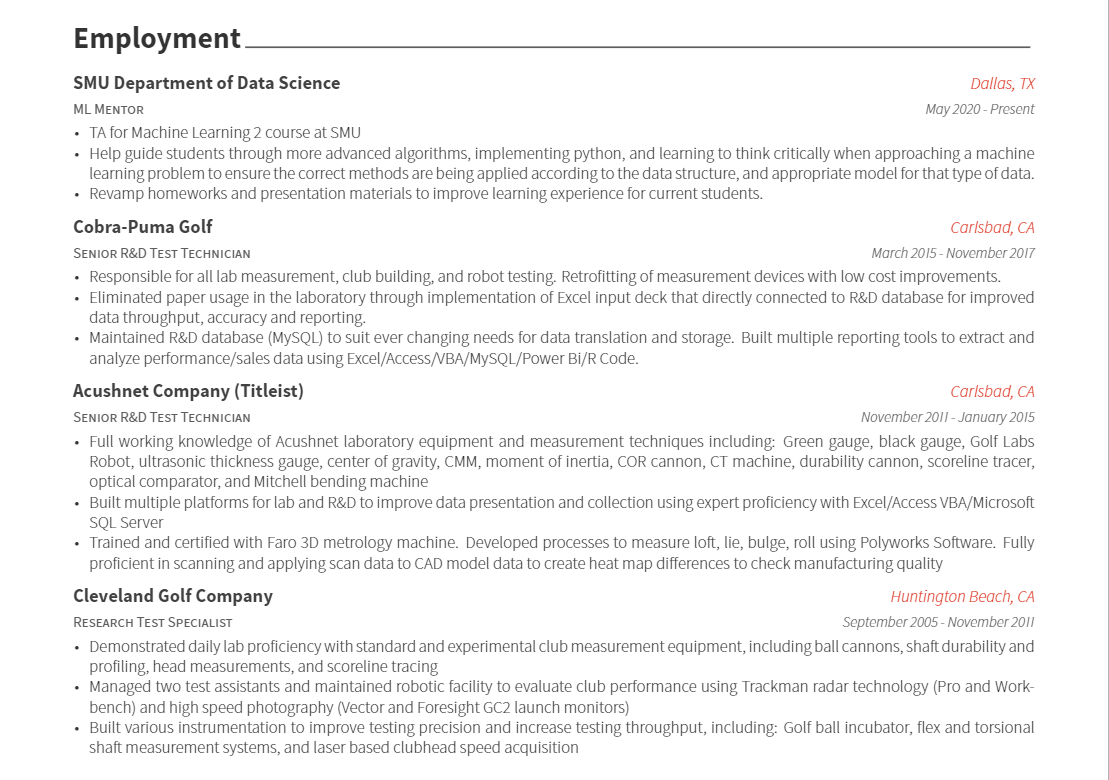 Employment
SMU Department of Data Science Dallas, TX
ML Mentor May 2020 - Present
• TA for Machine Learning 2 course at SMU
• Help guide students through more advanced algorithms, implementing python, and learning to think critically when approaching a machine
learning problem to ensure the correct methods are being applied according to the data structure, and appropriate model for that type of data.
• Revamp homeworks and presentation materials to improve learning experience for current students.
Cobra-Puma Golf Carlsbad, CA
Senior R&D Test Technician March 2015 - November 2017
• Responsible for all lab measurement, club building, and robot testing. Retrofitting of measurement devices with low cost improvements.
• Eliminated paper usage in the laboratory through implementation of Excel input deck that directly connected to R&D database for improved
data throughput, accuracy and reporting.
• Maintained R&D database (MySQL) to suit ever changing needs for data translation and storage. Built multiple reporting tools to extract and
analyze performance/sales data using Excel/Access/VBA/MySQL/Power Bi/R Code.
Acushnet Company (Titleist) Carlsbad, CA
Senior R&D Test Technician November 2011 - January 2015
• Full working knowledge of Acushnet laboratory equipment and measurement techniques including: Green gauge, black gauge, Golf Labs
Robot, ultrasonic thickness gauge, center of gravity, CMM, moment of inertia, COR cannon, CT machine, durability cannon, scoreline tracer,
optical comparator, and Mitchell bending machine
• Built multiple platforms for lab and R&D to improve data presentation and collection using expert proficiency with Excel/Access VBA/Microsoft
SQL Server
• Trained and certified with Faro 3D metrology machine. Developed processes to measure loft, lie, bulge, roll using Polyworks Software. Fully
proficient in scanning and applying scan data to CAD model data to create heat map differences to check manufacturing quality
Cleveland Golf Company Huntington Beach, CA
Research Test Specialist September 2005 - November 2011
• Demonstrated daily lab proficiency with standard and experimental club measurement equipment, including ball cannons, shaft durability and
profiling, head measurements, and scoreline tracing
• Managed two test assistants and maintained robotic facility to evaluate club performance using Trackman radar technology (Pro and Work-
bench) and high speed photography (Vector and Foresight GC2 launch monitors)
• Built various instrumentation to improve testing precision and increase testing throughput, including: Golf ball incubator, flex and torsional
shaft measurement systems, and laser based clubhead speed acquisition